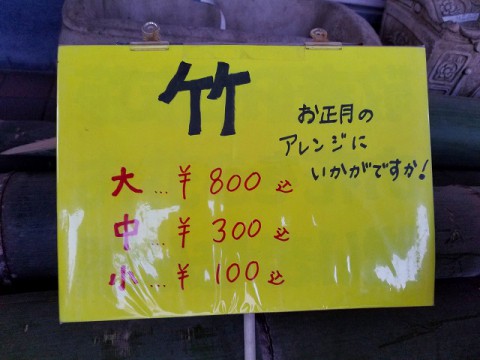 竹
お正月の
アレンジに
いかがですか！
大…￥800込
中…￥300込
小…￥100込